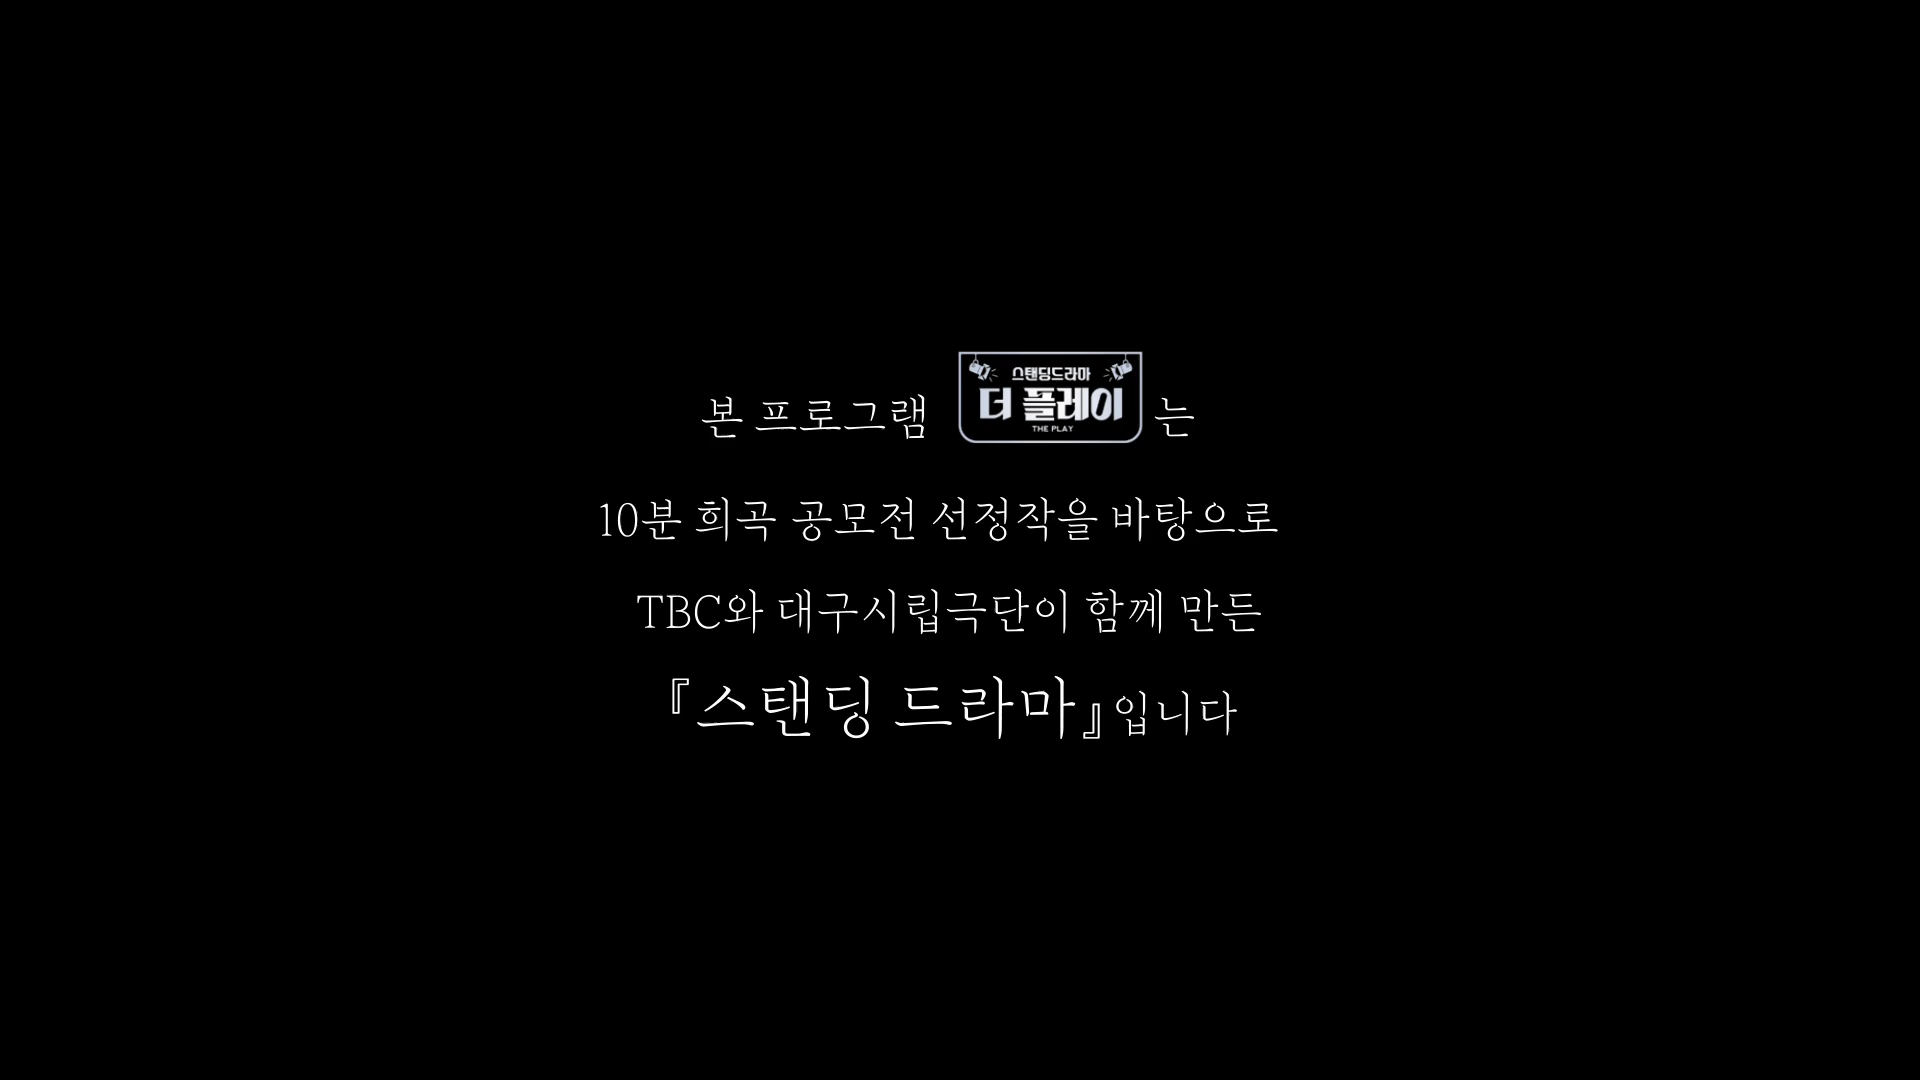 본 프로그램 스탠딩드라마 더 플레이 THE PLAY 는
10분 희곡 공모전 선정작을 바탕으로
TBC와 대구시립극단이 함께 만든
『스탠딩 드라마』입니다